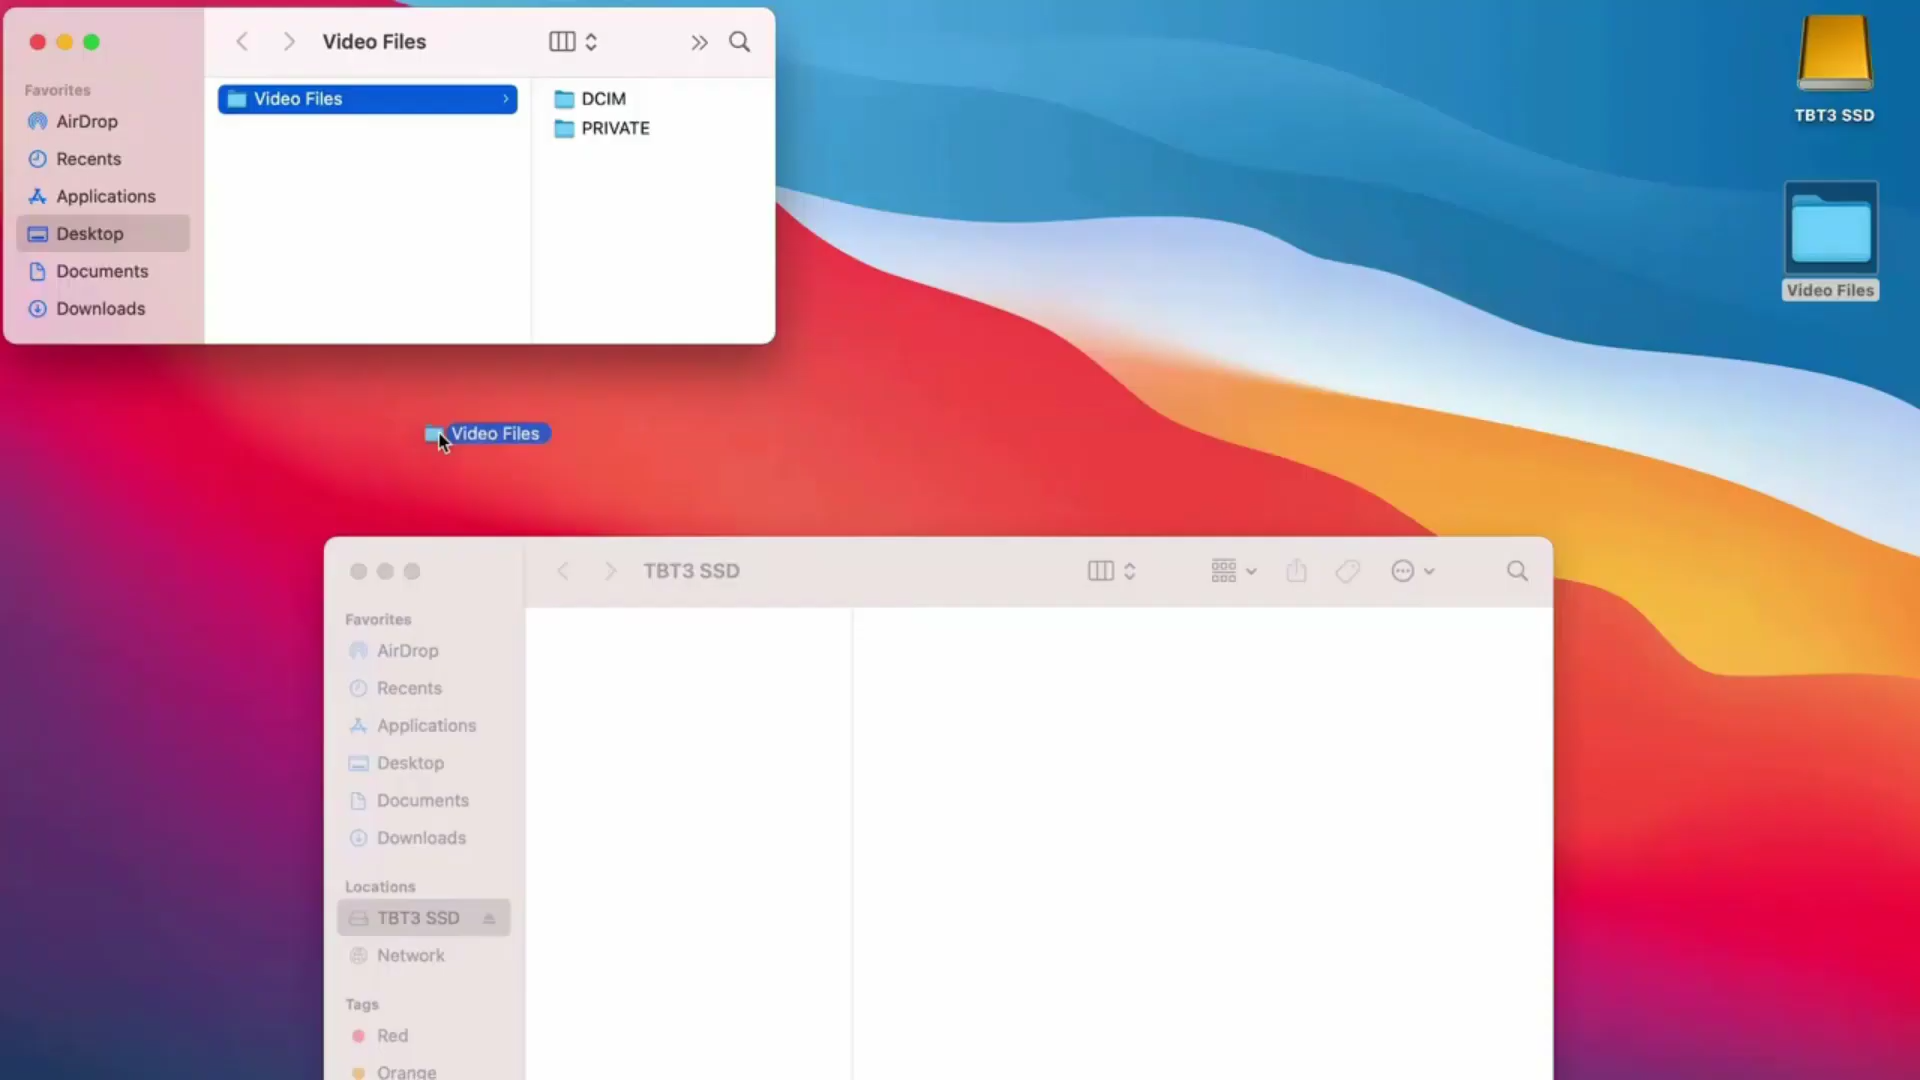 Video Files
Favorites
AirDrop
Recents
Applications
Desktop
Documents
Downloads
Video Files
DCIM
PRIVATE
TBT3 SSD
Video Files
Video Files
TBT3 SSD
Favorites
AirDrop
Recents
Applications
Desktop
Documents
Downloads
Locations
TBT3 SSD
Network
Tags
Red
Orange